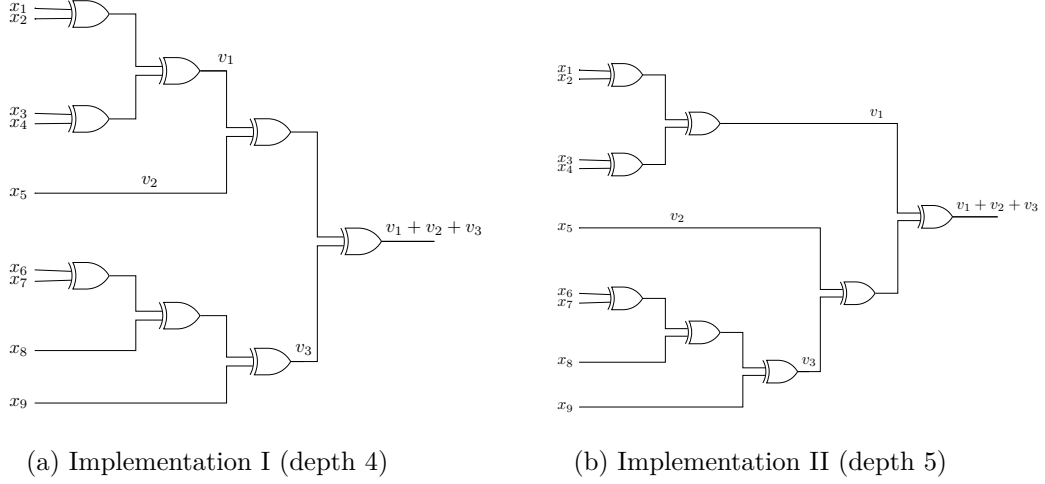 x₁
x₂
v₁
x₃
x₄
v₂
x₅
v₁ + v₂ + v₃
x₆
x₇
x₈
v₃
x₉
(a) Implementation I (depth 4)
x₁
x₂
v₁
x₃
x₄
v₁ + v₂ + v₃
v₂
x₅
x₆
x₇
x₈
v₃
x₉
(b) Implementation II (depth 5)